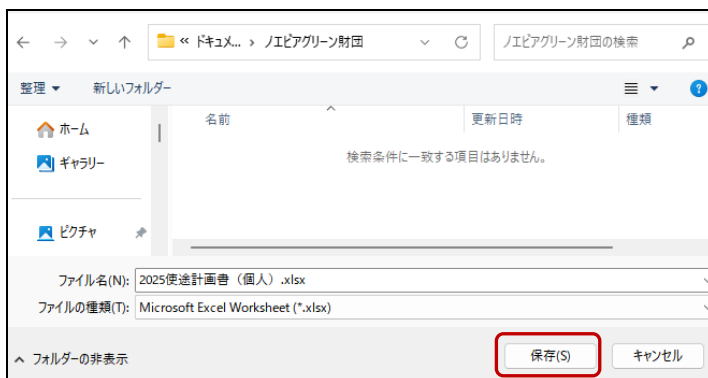 « ドキュメ... › ノエビアグリーン財団
ノエビアグリーン財団の検索
整理 新しいフォルダー
名前 更新日時 種類
ホーム
検索条件に一致する項目はありません。
ギャラリー
ピクチャ
ファイル名(N): 2025使途計画書（個人）.xlsx
ファイルの種類(T): Microsoft Excel Worksheet (*.xlsx)
フォルダーの非表示 保存(S) キャンセル